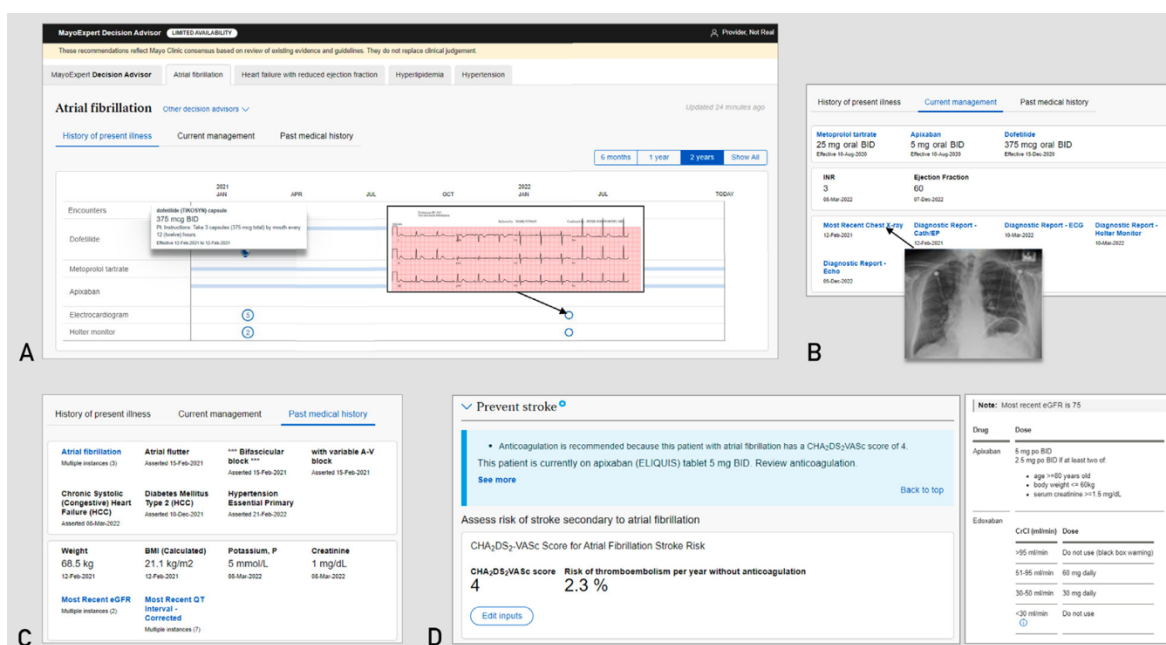 MayoExpert Decision Advisor LIMITED AVAILABILITY
Provider, Not Real
These recommendations reflect Mayo Clinic consensus based on review of existing evidence and guidelines. They do not replace clinical judgement.
MayoExpert Decision Advisor Atrial fibrillation Heart failure with reduced ejection fraction Hyperlipidemia Hypertension
Atrial fibrillation Other decision advisors
Updated 24 minutes ago
History of present illness Current management Past medical history
6 months 1 year 2 years Show All
2021 2022
JAN APR JUL OCT JAN JUL TODAY
Encounters
dofetilide (TIKOSYN) capsule
375 mcg BID
Pt. Instructions: Take 3 capsules (375 mcg total) by mouth every
12 (twelve) hours.
Effective 12-Feb-2021 to 15-Feb-2021
Dofetilide
Metoprolol tartrate
Apixaban
Electrocardiogram 5
Holter monitor 2
A
History of present illness Current management Past medical history
Metoprolol tartrate Apixaban Dofetilide
25 mg oral BID 5 mg oral BID 375 mcg oral BID
Effective 10-Aug-2020 Effective 10-Aug-2020 Effective 15-Dec-2020
INR Ejection Fraction
3 60
08-Mar-2022 07-Dec-2022
Most Recent Chest X-ray Diagnostic Report - Diagnostic Report - ECG Diagnostic Report -
Cath/EP Holter Monitor
12-Feb-2021 12-Feb-2021 10-Mar-2022 10-Mar-2022
Diagnostic Report -
Echo
05-Dec-2022
B
History of present illness Current management Past medical history
Atrial fibrillation Atrial flutter *** Bifascicular with variable A-V
Multiple instances (3) Asserted 15-Feb-2021 block *** block
Asserted 15-Feb-2021 Asserted 15-Feb-2021
Chronic Systolic Diabetes Mellitus Hypertension
(Congestive) Heart Type 2 (HCC) Essential Primary
Failure (HCC) Asserted 10-Dec-2021 Asserted 21-Feb-2022
Asserted 08-Mar-2022
Weight BMI (Calculated) Potassium, P Creatinine
68.5 kg 21.1 kg/m2 5 mmol/L 1 mg/dL
12-Feb-2021 12-Feb-2021 08-Mar-2022 08-Mar-2022
Most Recent eGFR Most Recent QT
Multiple instances (2) Interval -
Corrected
Multiple instances (7)
C
Prevent stroke
• Anticoagulation is recommended because this patient with atrial fibrillation has a CHA2DS2VASc score of 4.
This patient is currently on apixaban (ELIQUIS) tablet 5 mg BID. Review anticoagulation.
See more
Back to top
Assess risk of stroke secondary to atrial fibrillation
CHA2DS2-VASc Score for Atrial Fibrillation Stroke Risk
CHA2DS2VASc score Risk of thromboembolism per year without anticoagulation
4 2.3 %
Edit inputs
D
Note: Most recent eGFR is 75
Drug Dose
Apixaban 5 mg po BID
2.5 mg po BID if at least two of:
• age >=80 years old
• body weight <= 60kg
• serum creatinine >=1.5 mg/dL
Edoxaban
CrCl (ml/min) Dose
>95 ml/min Do not use (black box warning)
51-95 ml/min 60 mg daily
30-50 ml/min 30 mg daily
<30 ml/min Do not use